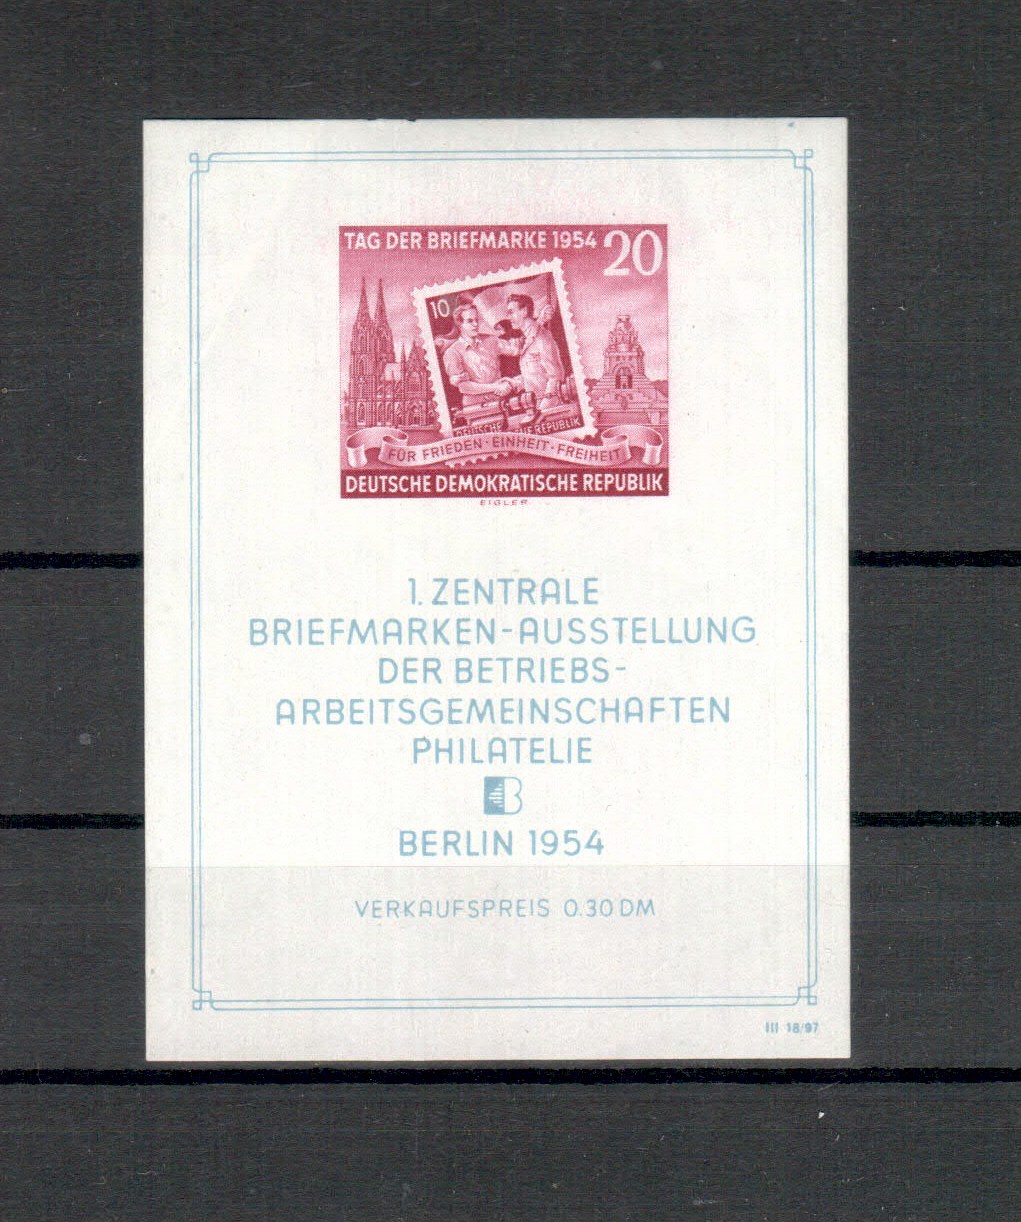 TAG DER BRIEFMARKE 1954 20
10
DEUTSCHE
REPUBLIK
FÜR FRIEDEN · EINHEIT · FREIHEIT
DEUTSCHE DEMOKRATISCHE REPUBLIK
EIGLER
1. ZENTRALE
BRIEFMARKEN-AUSSTELLUNG
DER BETRIEBS-
ARBEITSGEMEINSCHAFTEN
PHILATELIE
B
BERLIN 1954
VERKAUFSPREIS 0.30 DM
III 18/97